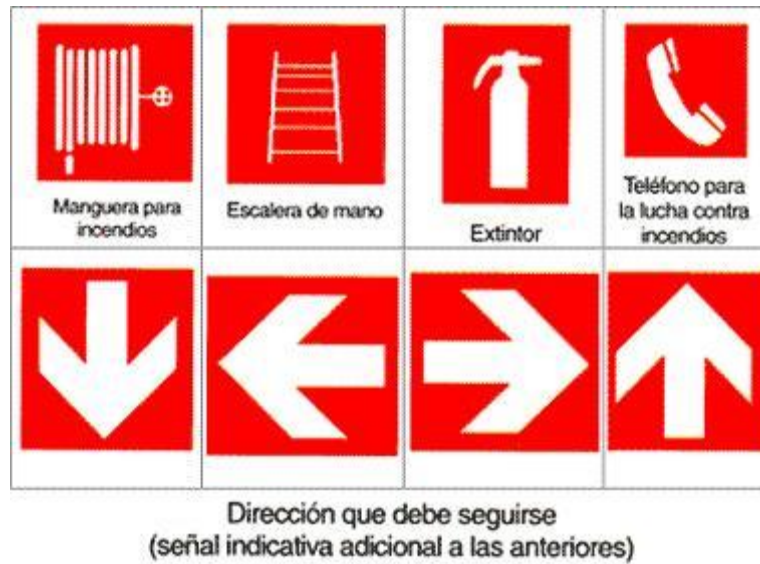 Manguera para
incendios
Escalera de mano
Extintor
Teléfono para
la lucha contra
incendios
Dirección que debe seguirse
(señal indicativa adicional a las anteriores)